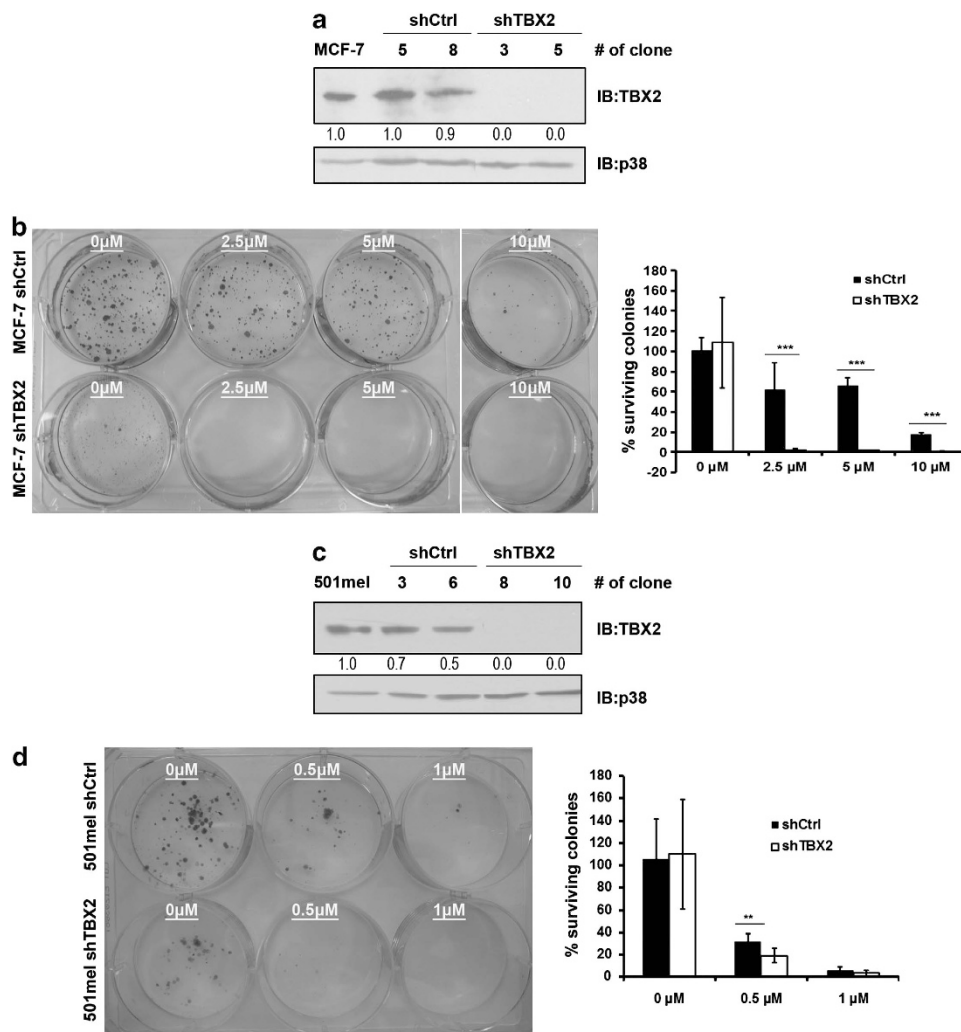 a
shCtrl shTBX2
MCF-7 5 8 3 5 # of clone
IB:TBX2
1.0 1.0 0.9 0.0 0.0
IB:p38
b
MCF-7 shCtrl
0µM 2.5µM 5µM 10µM
MCF-7 shTBX2
0µM 2.5µM 5µM 10µM
% surviving colonies
180
160
140
120
100
80
60
40
20
0
-20
shCtrl
shTBX2
*** *** ***
0 µM 2.5 µM 5 µM 10 µM
c
shCtrl shTBX2
501mel 3 6 8 10 # of clone
IB:TBX2
1.0 0.7 0.5 0.0 0.0
IB:p38
d
501mel shCtrl
0µM 0.5µM 1µM
501mel shTBX2
0µM 0.5µM 1µM
% surviving colonies
180
160
140
120
100
80
60
40
20
0
shCtrl
shTBX2
**
0 µM 0.5 µM 1 µM